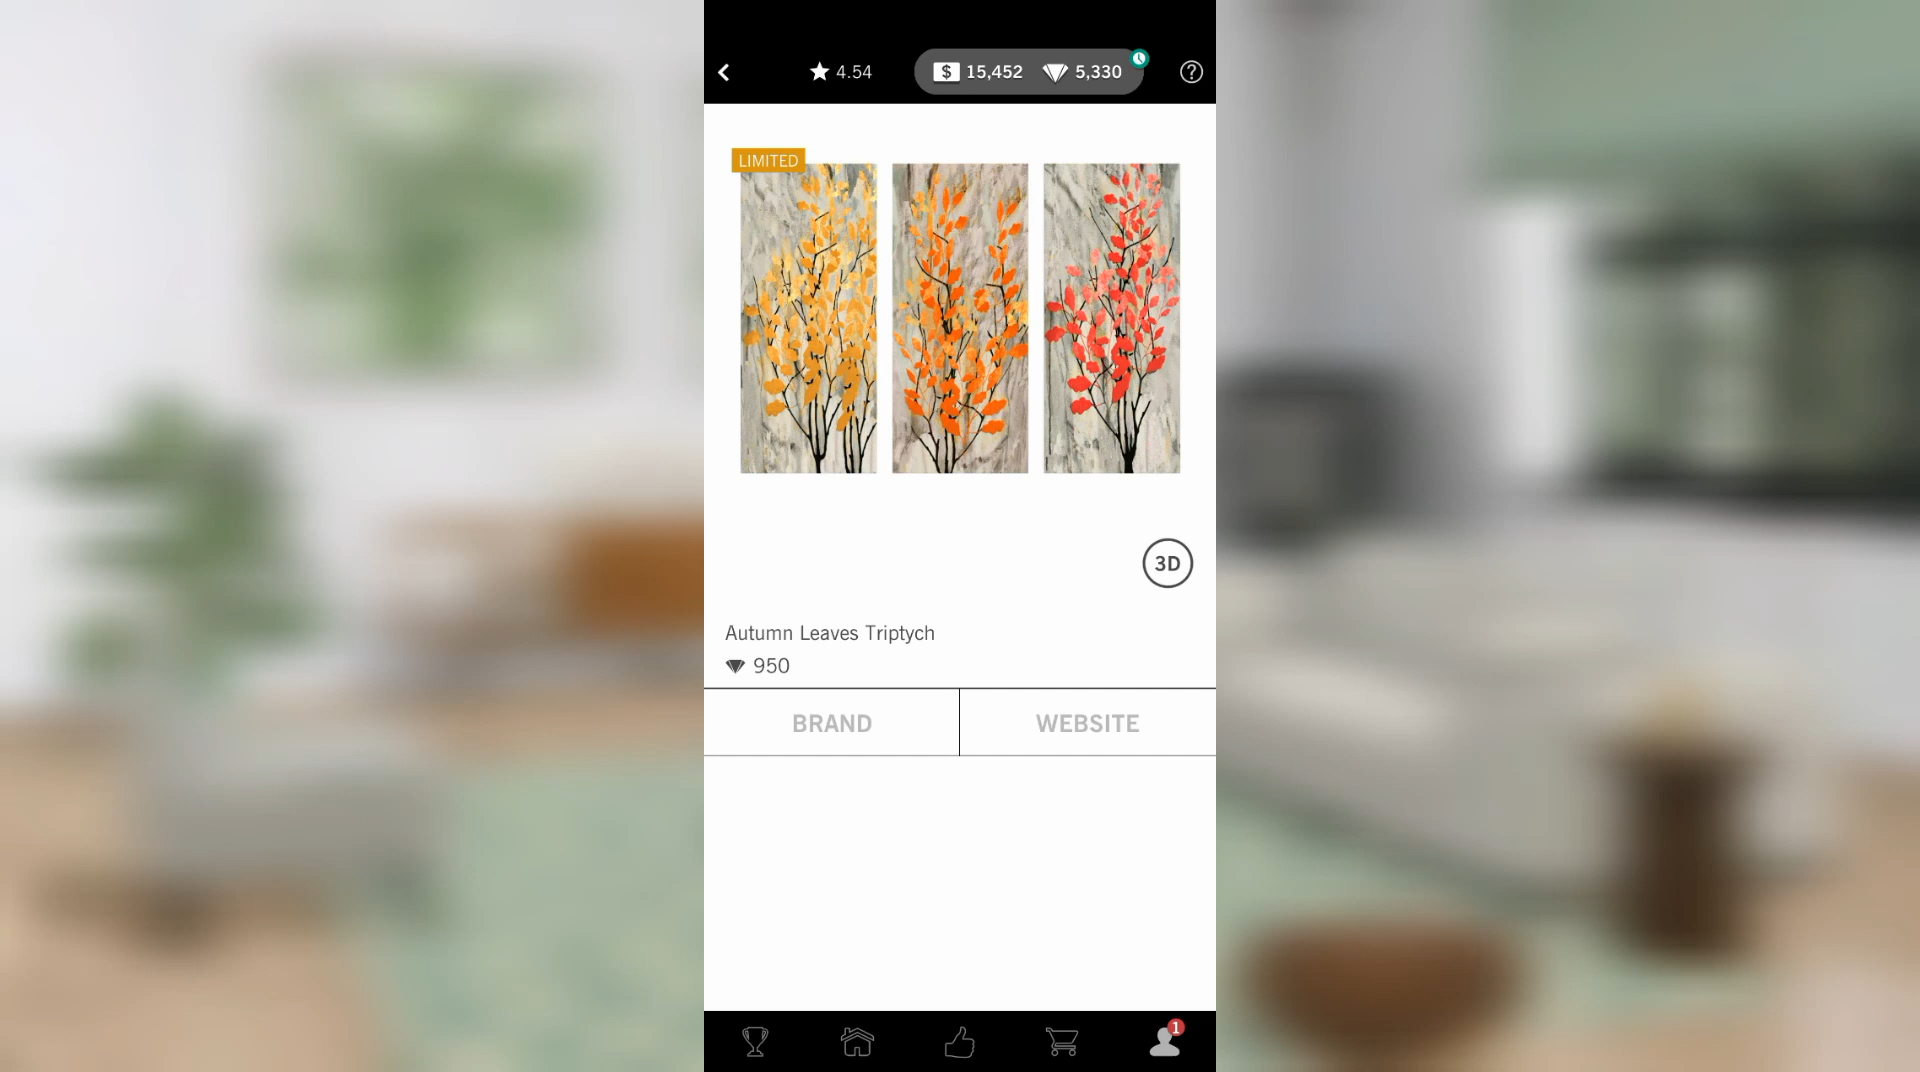 4.54
$ 15,452 5,330
?
LIMITED
3D
Autumn Leaves Triptych
950
BRAND
WEBSITE
1